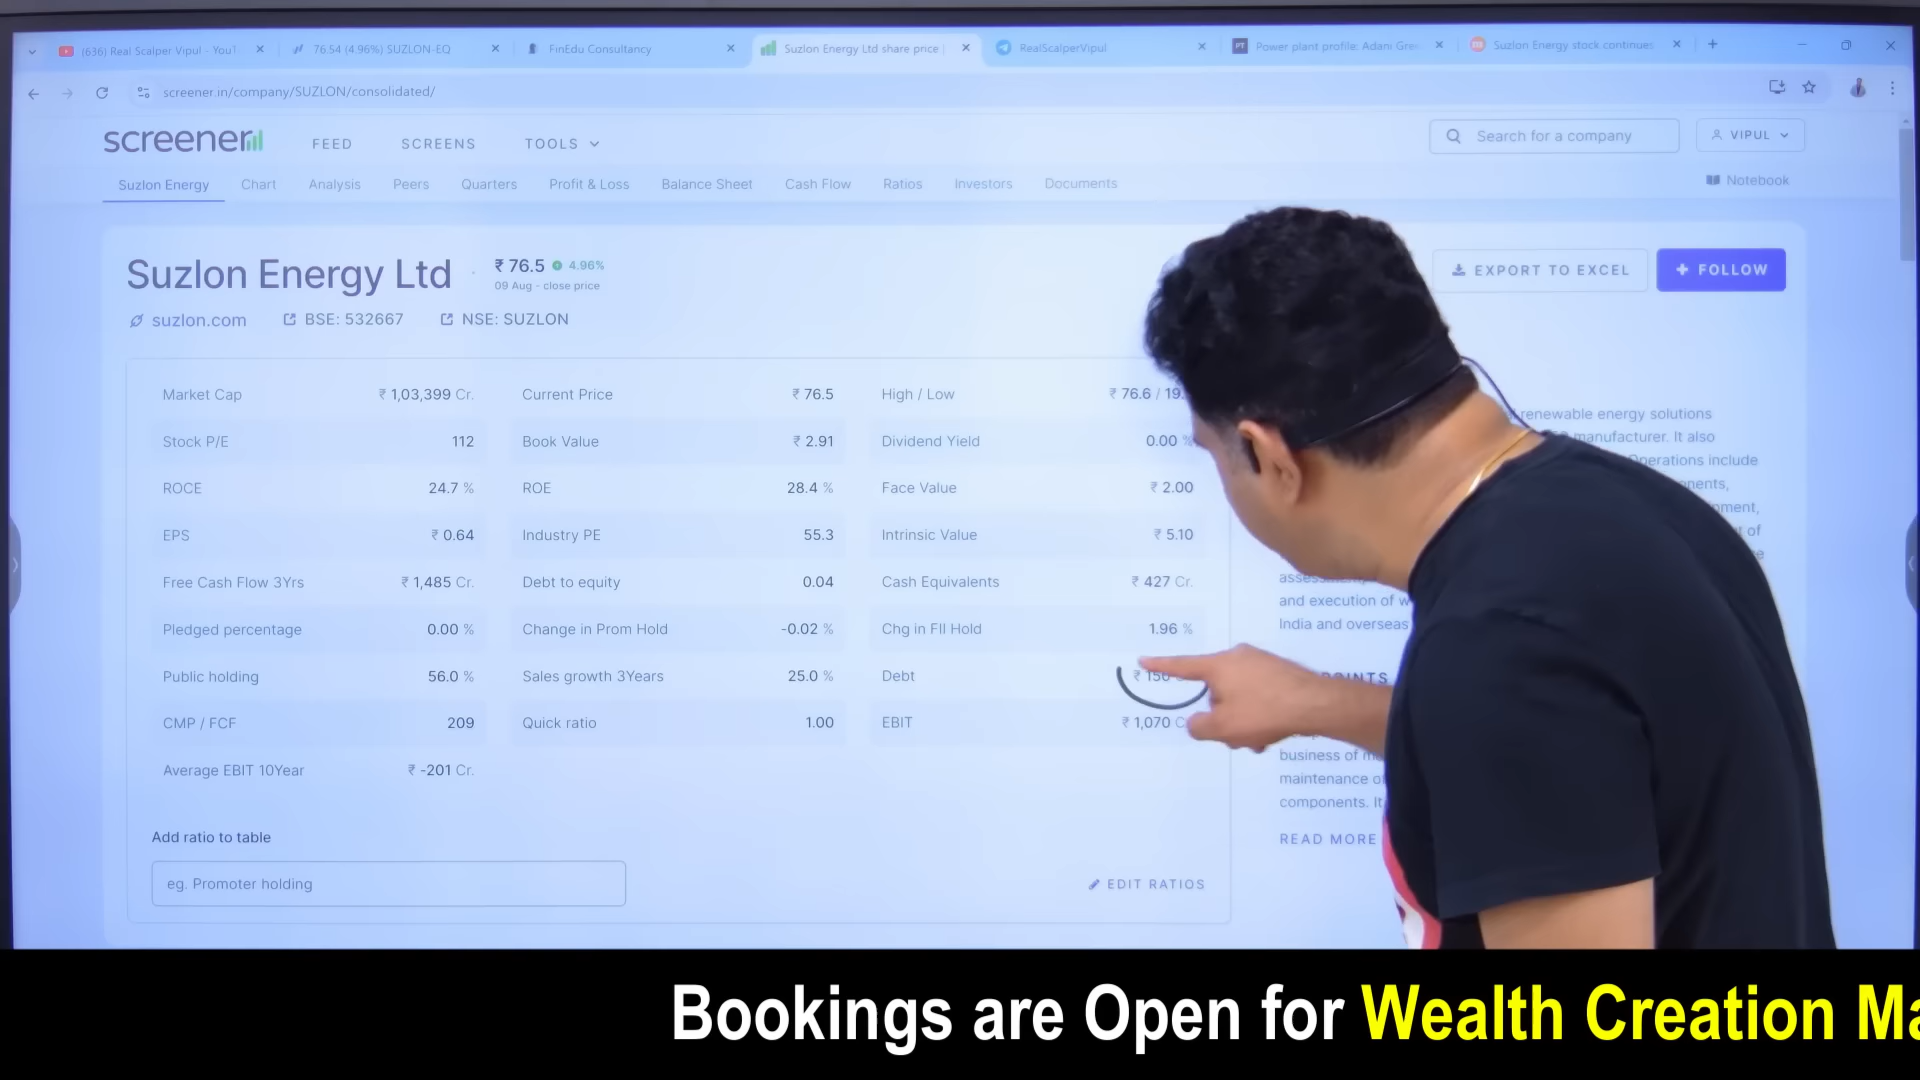 (636) Real Scalper Vipul - YouT
76.54 (4.96%) SUZLON-EQ
FinEdu Consultancy
Suzlon Energy Ltd share price |
RealScalperVipul
Power plant profile: Adani Gree
Suzlon Energy stock continues
screener.in/company/SUZLON/consolidated/
screener
FEED
SCREENS
TOOLS
Search for a company
VIPUL
Suzlon Energy
Chart
Analysis
Peers
Quarters
Profit & Loss
Balance Sheet
Cash Flow
Ratios
Investors
Documents
Notebook
Suzlon Energy Ltd
₹ 76.5
4.96%
09 Aug - close price
EXPORT TO EXCEL
FOLLOW
suzlon.com
BSE: 532667
NSE: SUZLON
Market Cap ₹ 1,03,399 Cr.
Current Price ₹ 76.5
High / Low ₹ 76.6 / 19.
Stock P/E 112
Book Value ₹ 2.91
Dividend Yield 0.00 %
ROCE 24.7 %
ROE 28.4 %
Face Value ₹ 2.00
EPS ₹ 0.64
Industry PE 55.3
Intrinsic Value ₹ 5.10
Free Cash Flow 3Yrs ₹ 1,485 Cr.
Debt to equity 0.04
Cash Equivalents ₹ 427 Cr.
Pledged percentage 0.00 %
Change in Prom Hold -0.02 %
Chg in FII Hold 1.96 %
Public holding 56.0 %
Sales growth 3Years 25.0 %
Debt ₹ 150
CMP / FCF 209
Quick ratio 1.00
EBIT ₹ 1,070 C
Average EBIT 10Year ₹ -201 Cr.
Add ratio to table
eg. Promoter holding
EDIT RATIOS
renewable energy solutions
manufacturer. It also
Operations include
of
and execution of w
India and overseas
business of m
maintenance of
components. It
READ MORE
Bookings are Open for Wealth Creation Ma